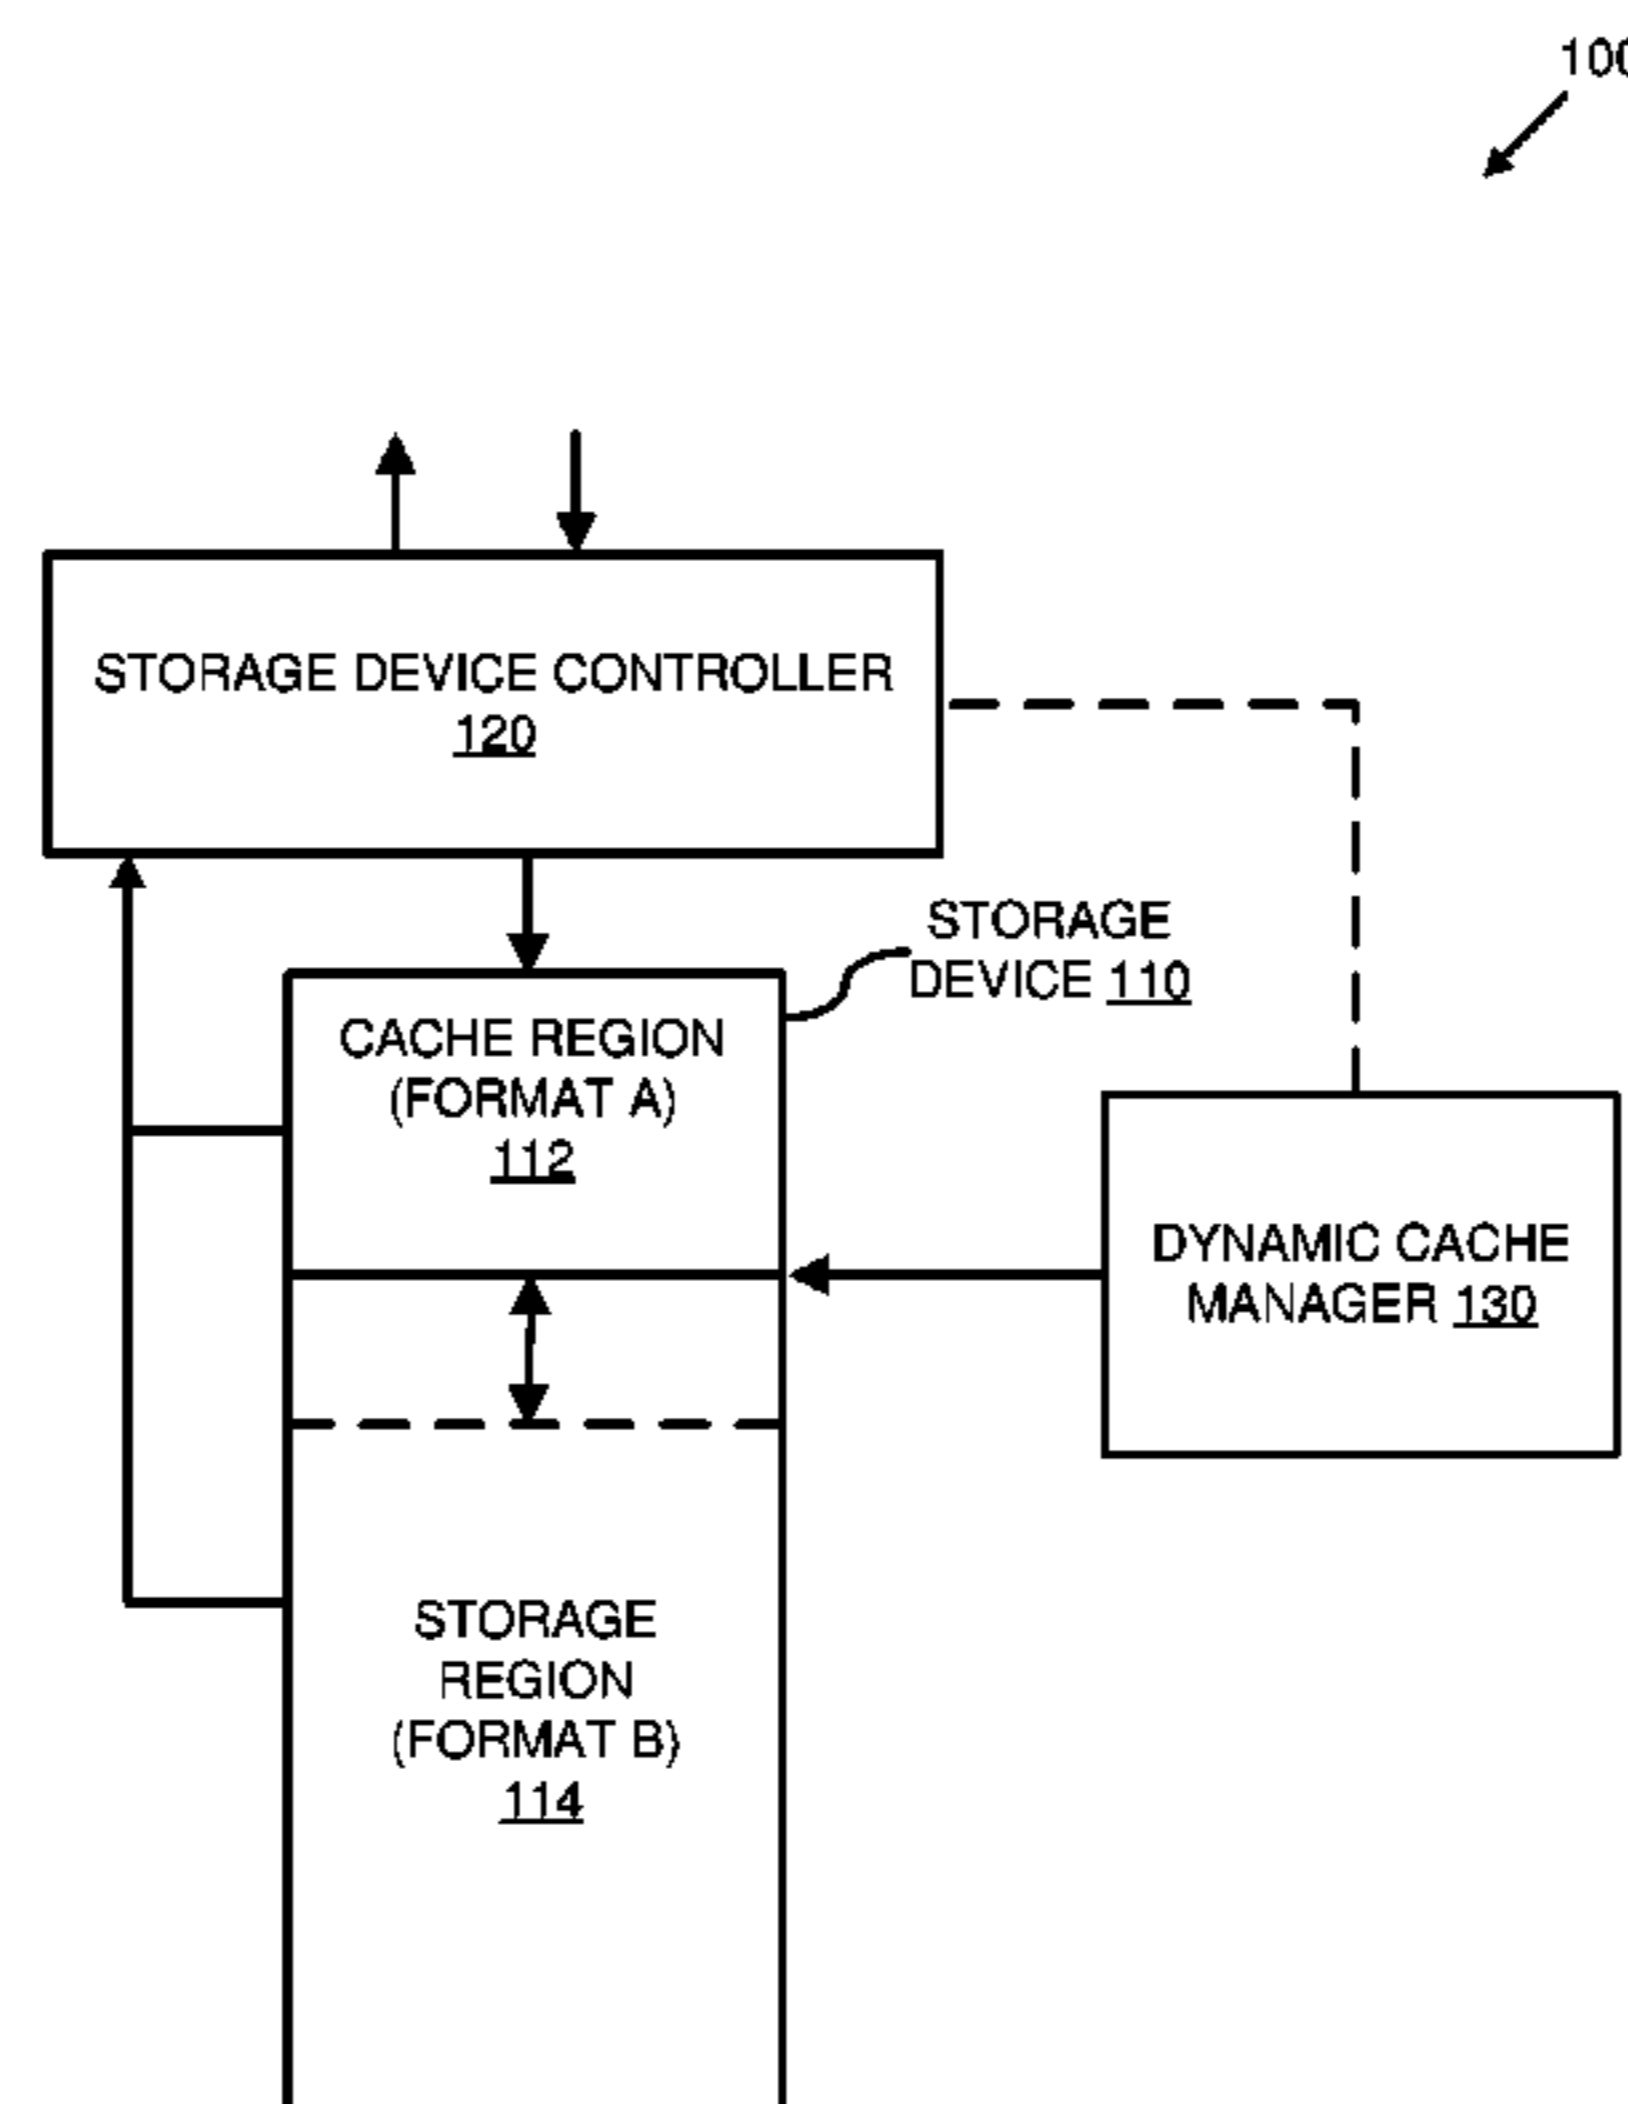 100
STORAGE DEVICE CONTROLLER
120
STORAGE
DEVICE 110
CACHE REGION
(FORMAT A)
112
DYNAMIC CACHE
MANAGER 130
STORAGE
REGION
(FORMAT B)
114